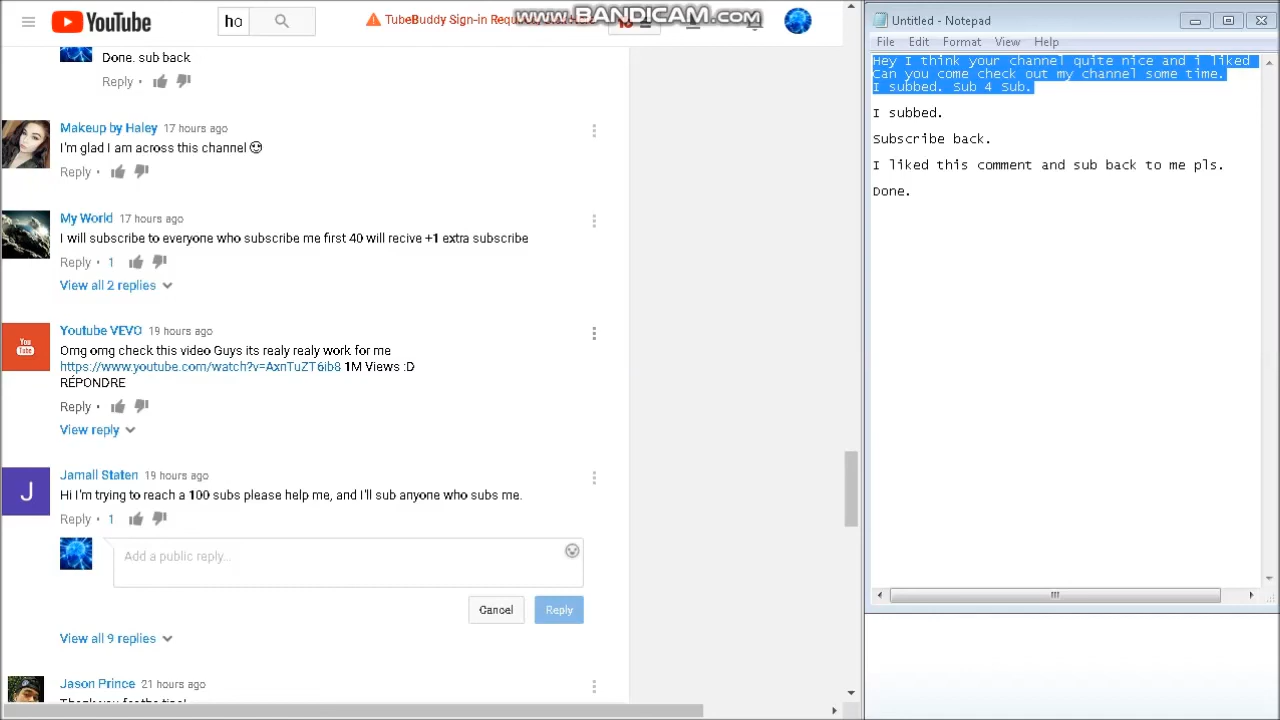 YouTube
ho
TubeBuddy Sign-in Requ
www.BANDICAM.com
Done. sub back
Reply •
Makeup by Haley 17 hours ago
I'm glad I am across this channel
Reply •
My World 17 hours ago
I will subscribe to everyone who subscribe me first 40 will recive +1 extra subscribe
Reply • 1
View all 2 replies
Youtube VEVO 19 hours ago
Omg omg check this video Guys its realy realy work for me
https://www.youtube.com/watch?v=AxnTuZT6ib8 1M Views :D
RÉPONDRE
Reply •
View reply
You
Tube
Jamall Staten 19 hours ago
J
Hi I'm trying to reach a 100 subs please help me, and I'll sub anyone who subs me.
Reply • 1
Add a public reply...
Cancel Reply
View all 9 replies
Jason Prince 21 hours ago
Untitled - Notepad
File Edit Format View Help
Hey I think your channel quite nice and i liked
Can you come check out my channel some time.
I subbed. Sub 4 Sub.
I subbed.
Subscribe back.
I liked this comment and sub back to me pls.
Done.